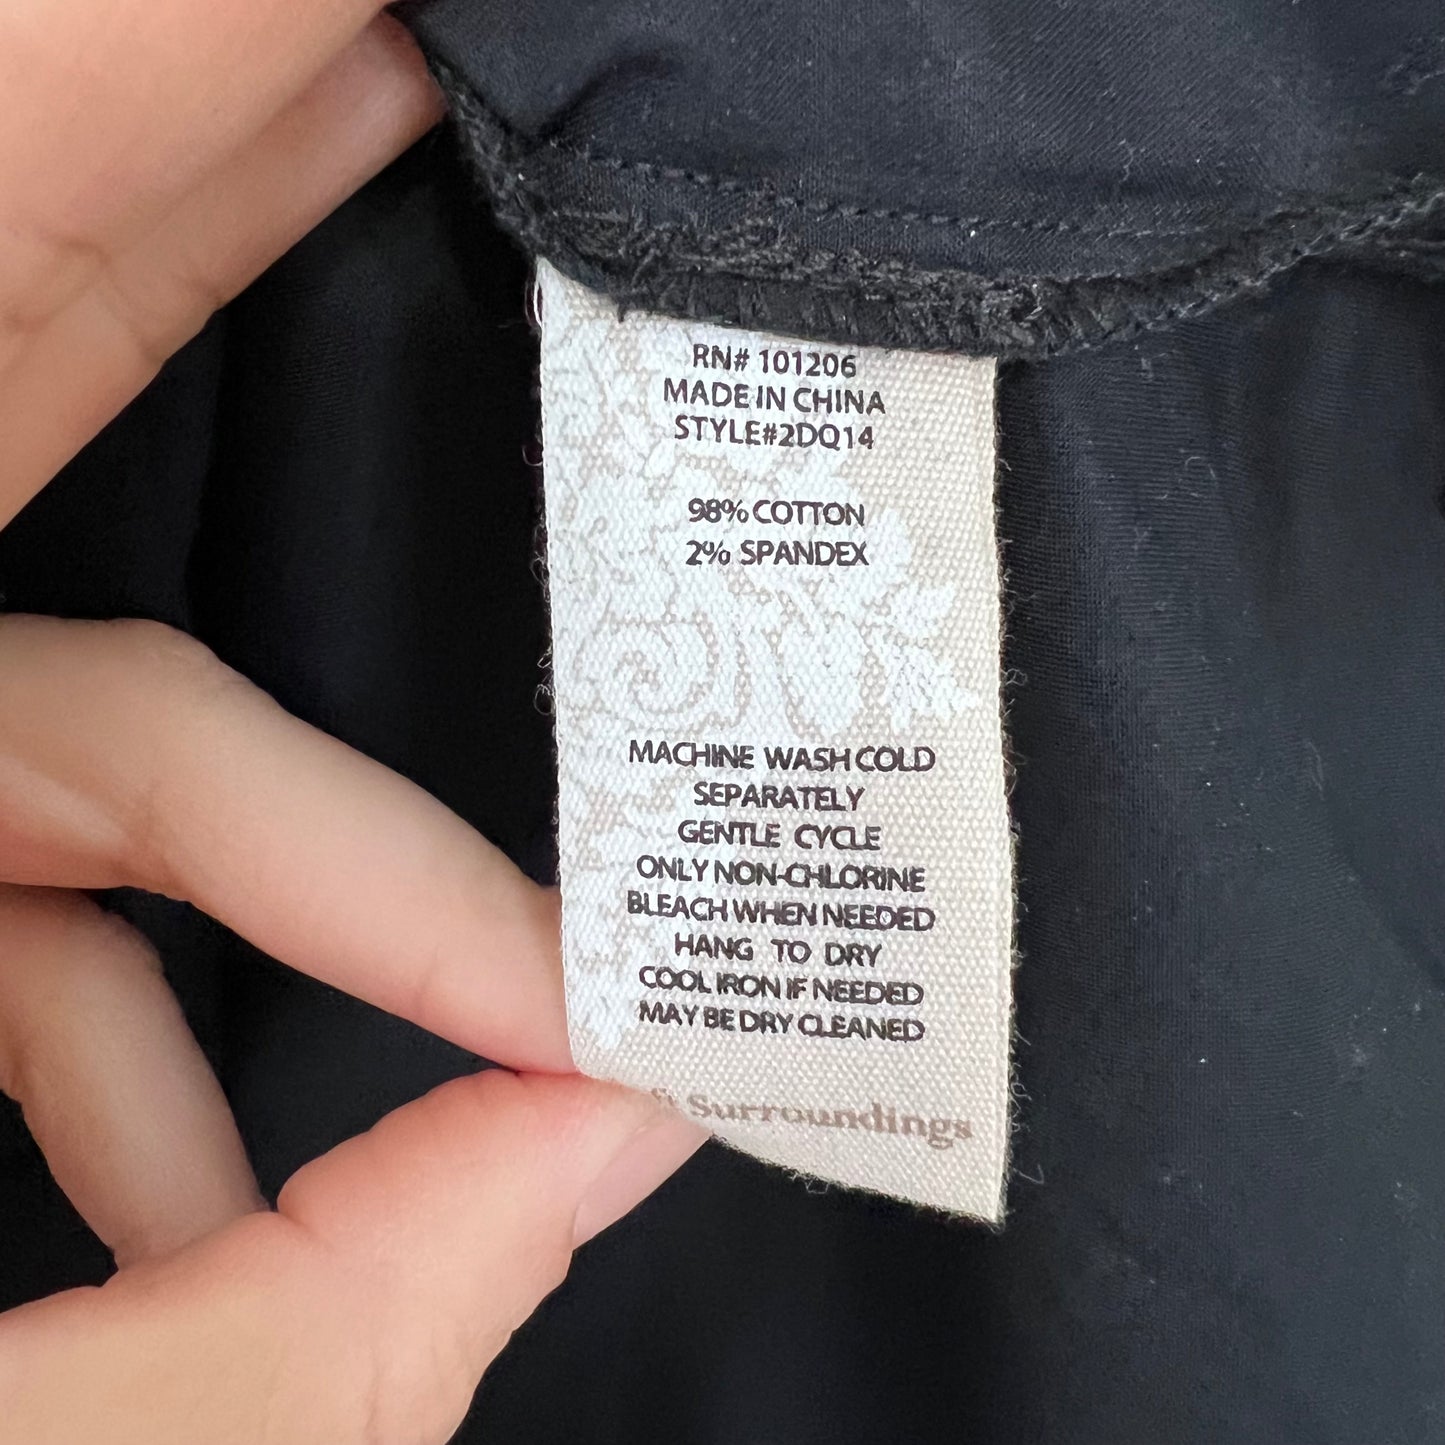 RN# 101206
MADE IN CHINA
STYLE#2DQ14
98% COTTON
2% SPANDEX
MACHINE WASH COLD
SEPARATELY
GENTLE CYCLE
ONLY NON-CHLORINE
BLEACH WHEN NEEDED
HANG TO DRY
COOL IRON IF NEEDED
MAY BE DRY CLEANED
Surroundings